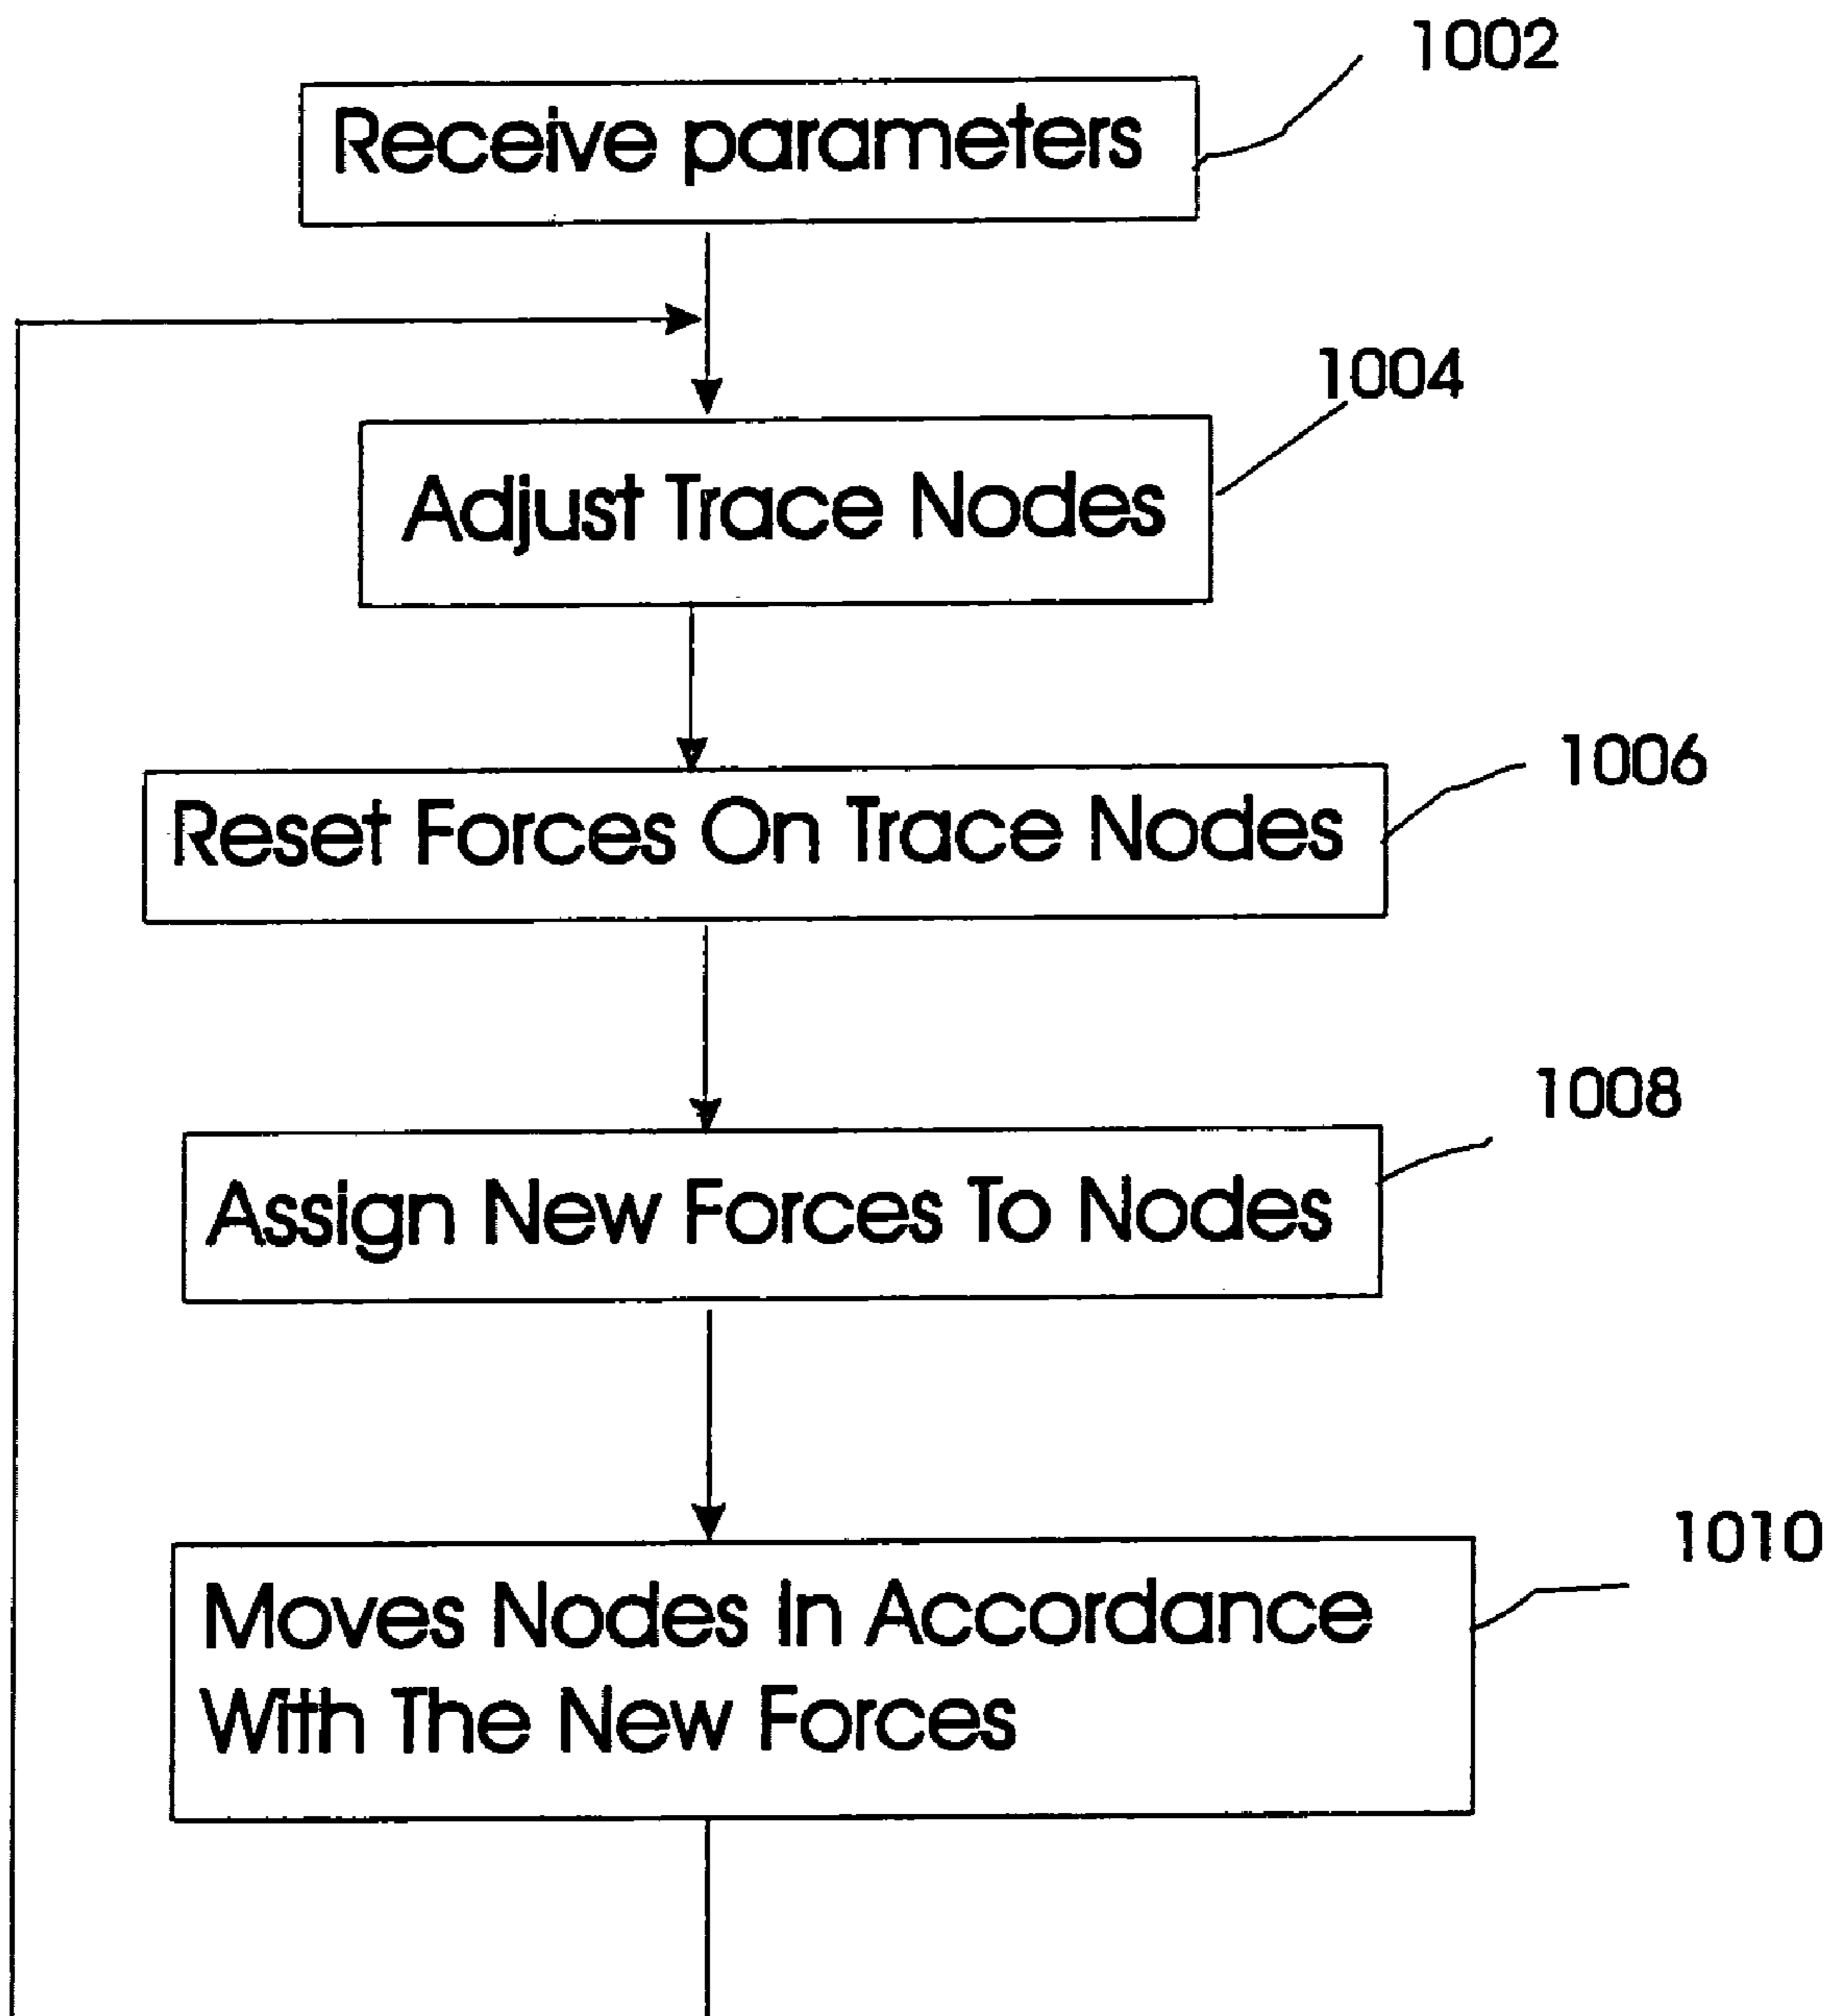 1002
Receive parameters
1004
Adjust Trace Nodes
1006
Reset Forces On Trace Nodes
1008
Assign New Forces To Nodes
1010
Moves Nodes In Accordance
With The New Forces